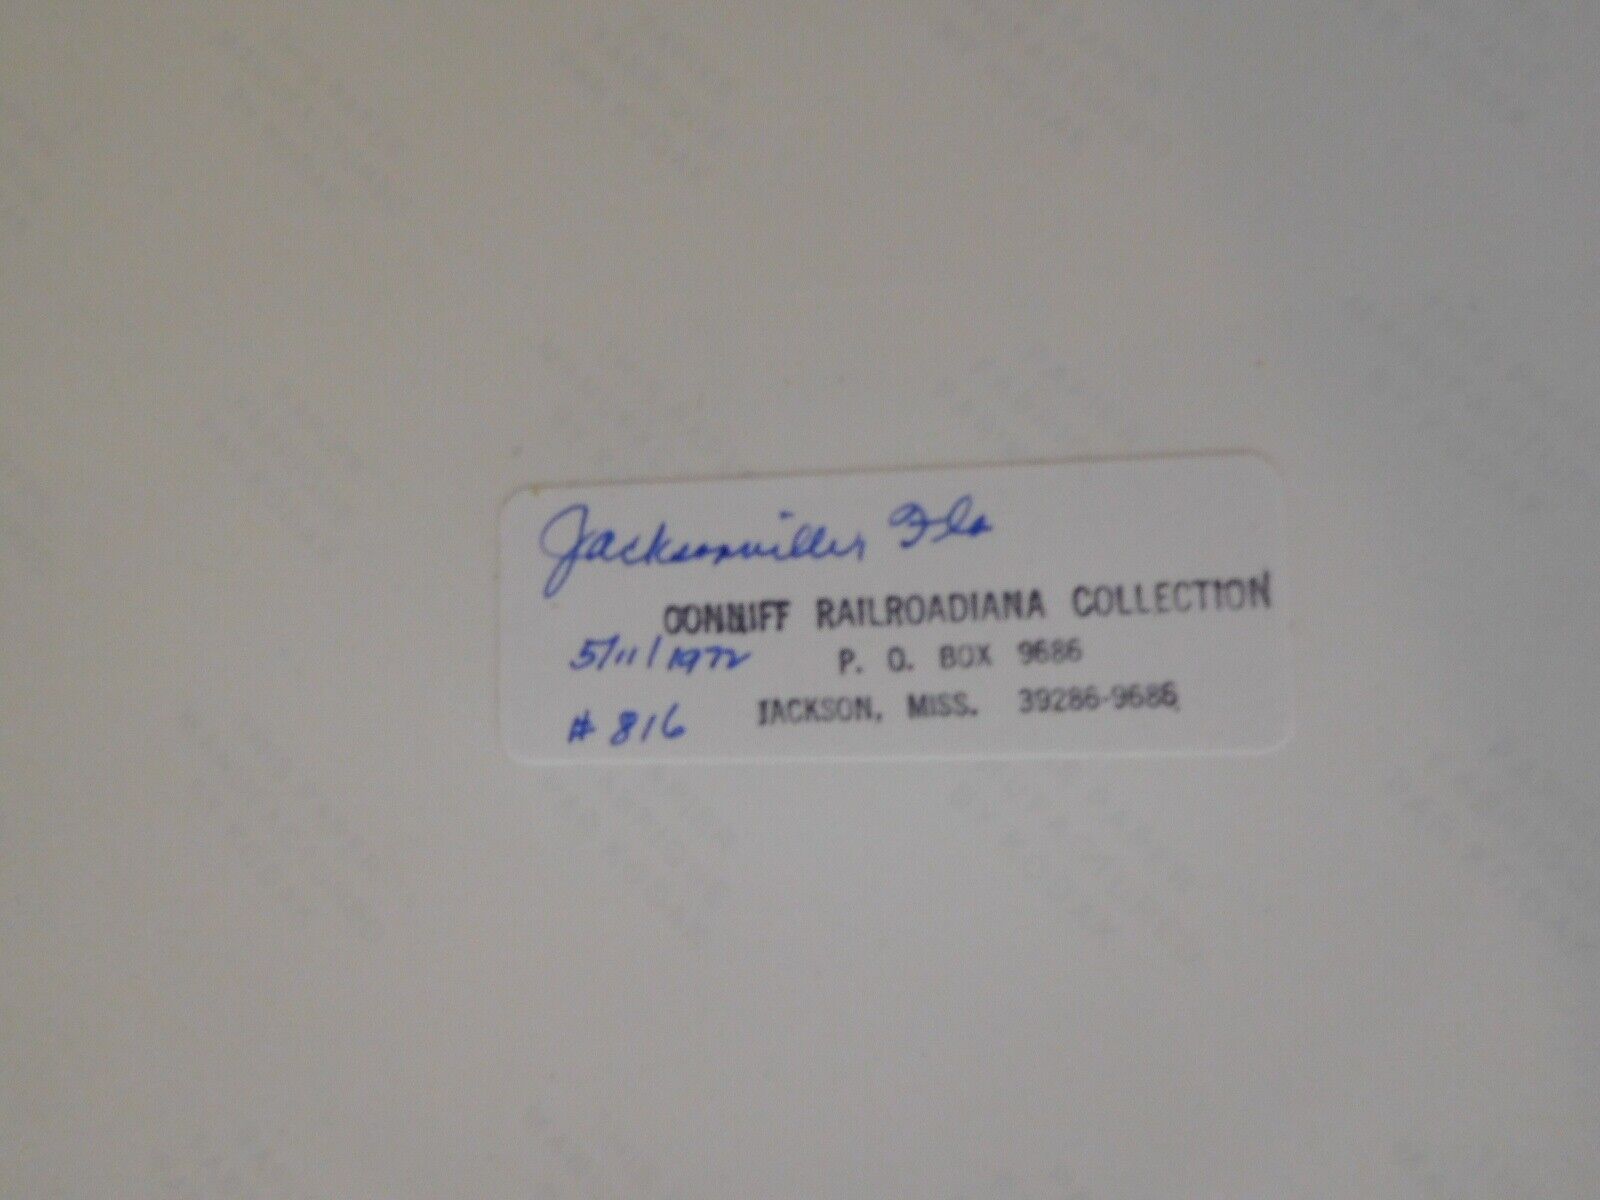 Jacksonville, Fla
CONNIFF RAILROADIANA COLLECTION
5/11/1972 P. O. BOX 9686
# 816 JACKSON, MISS. 39286-9686